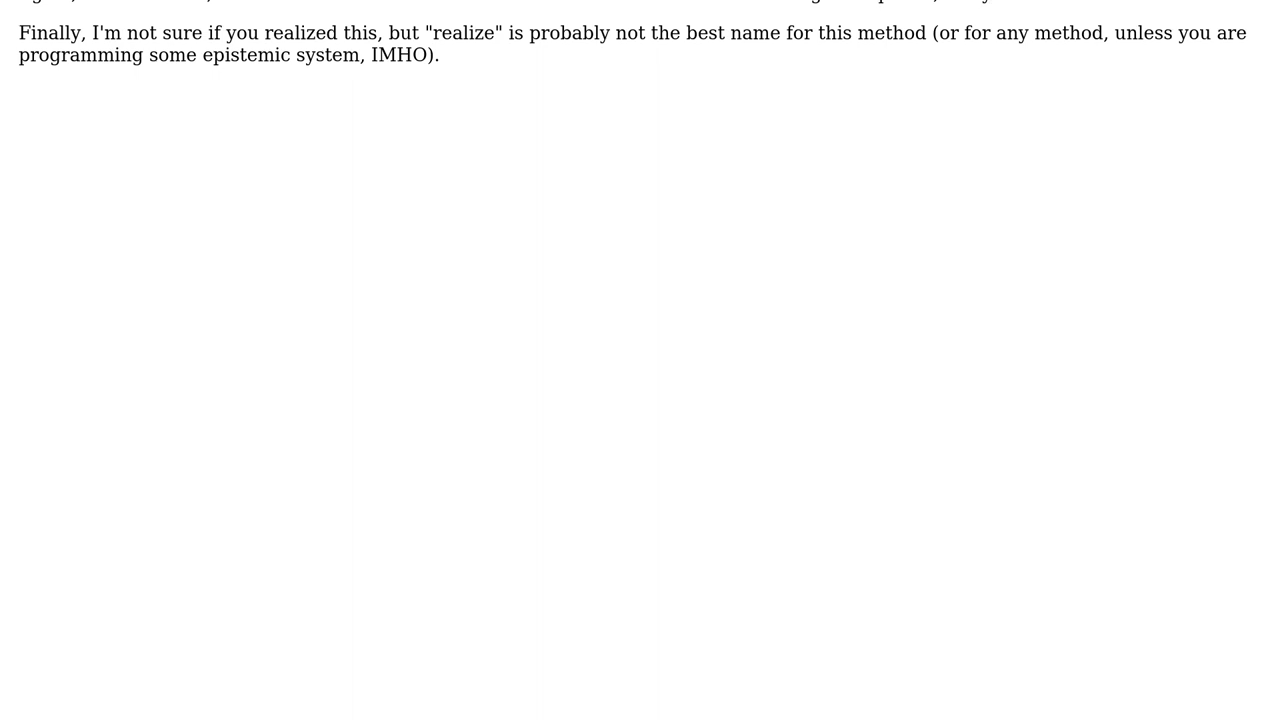 Finally, I'm not sure if you realized this, but "realize" is probably not the best name for this method (or for any method, unless you are
programming some epistemic system, IMHO).